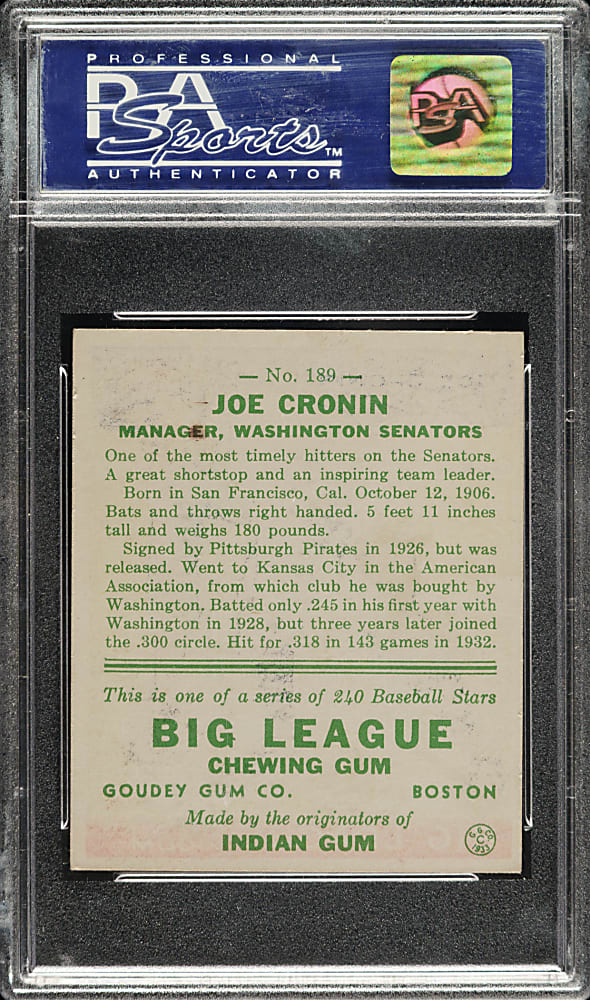 PROFESSIONAL
PSA
Sports™
AUTHENTICATOR
PSA
— No. 189 —
JOE CRONIN
MANAGER, WASHINGTON SENATORS
One of the most timely hitters on the Senators.
A great shortstop and an inspiring team leader.
Born in San Francisco, Cal. October 12, 1906.
Bats and throws right handed. 5 feet 11 inches
tall and weighs 180 pounds.
Signed by Pittsburgh Pirates in 1926, but was
released. Went to Kansas City in the American
Association, from which club he was bought by
Washington. Batted only .245 in his first year with
Washington in 1928, but three years later joined
the .300 circle. Hit for .318 in 143 games in 1932.
This is one of a series of 240 Baseball Stars
BIG LEAGUE
CHEWING GUM
GOUDEY GUM CO. BOSTON
Made by the originators of
INDIAN GUM
G. G. CO.
C
1933